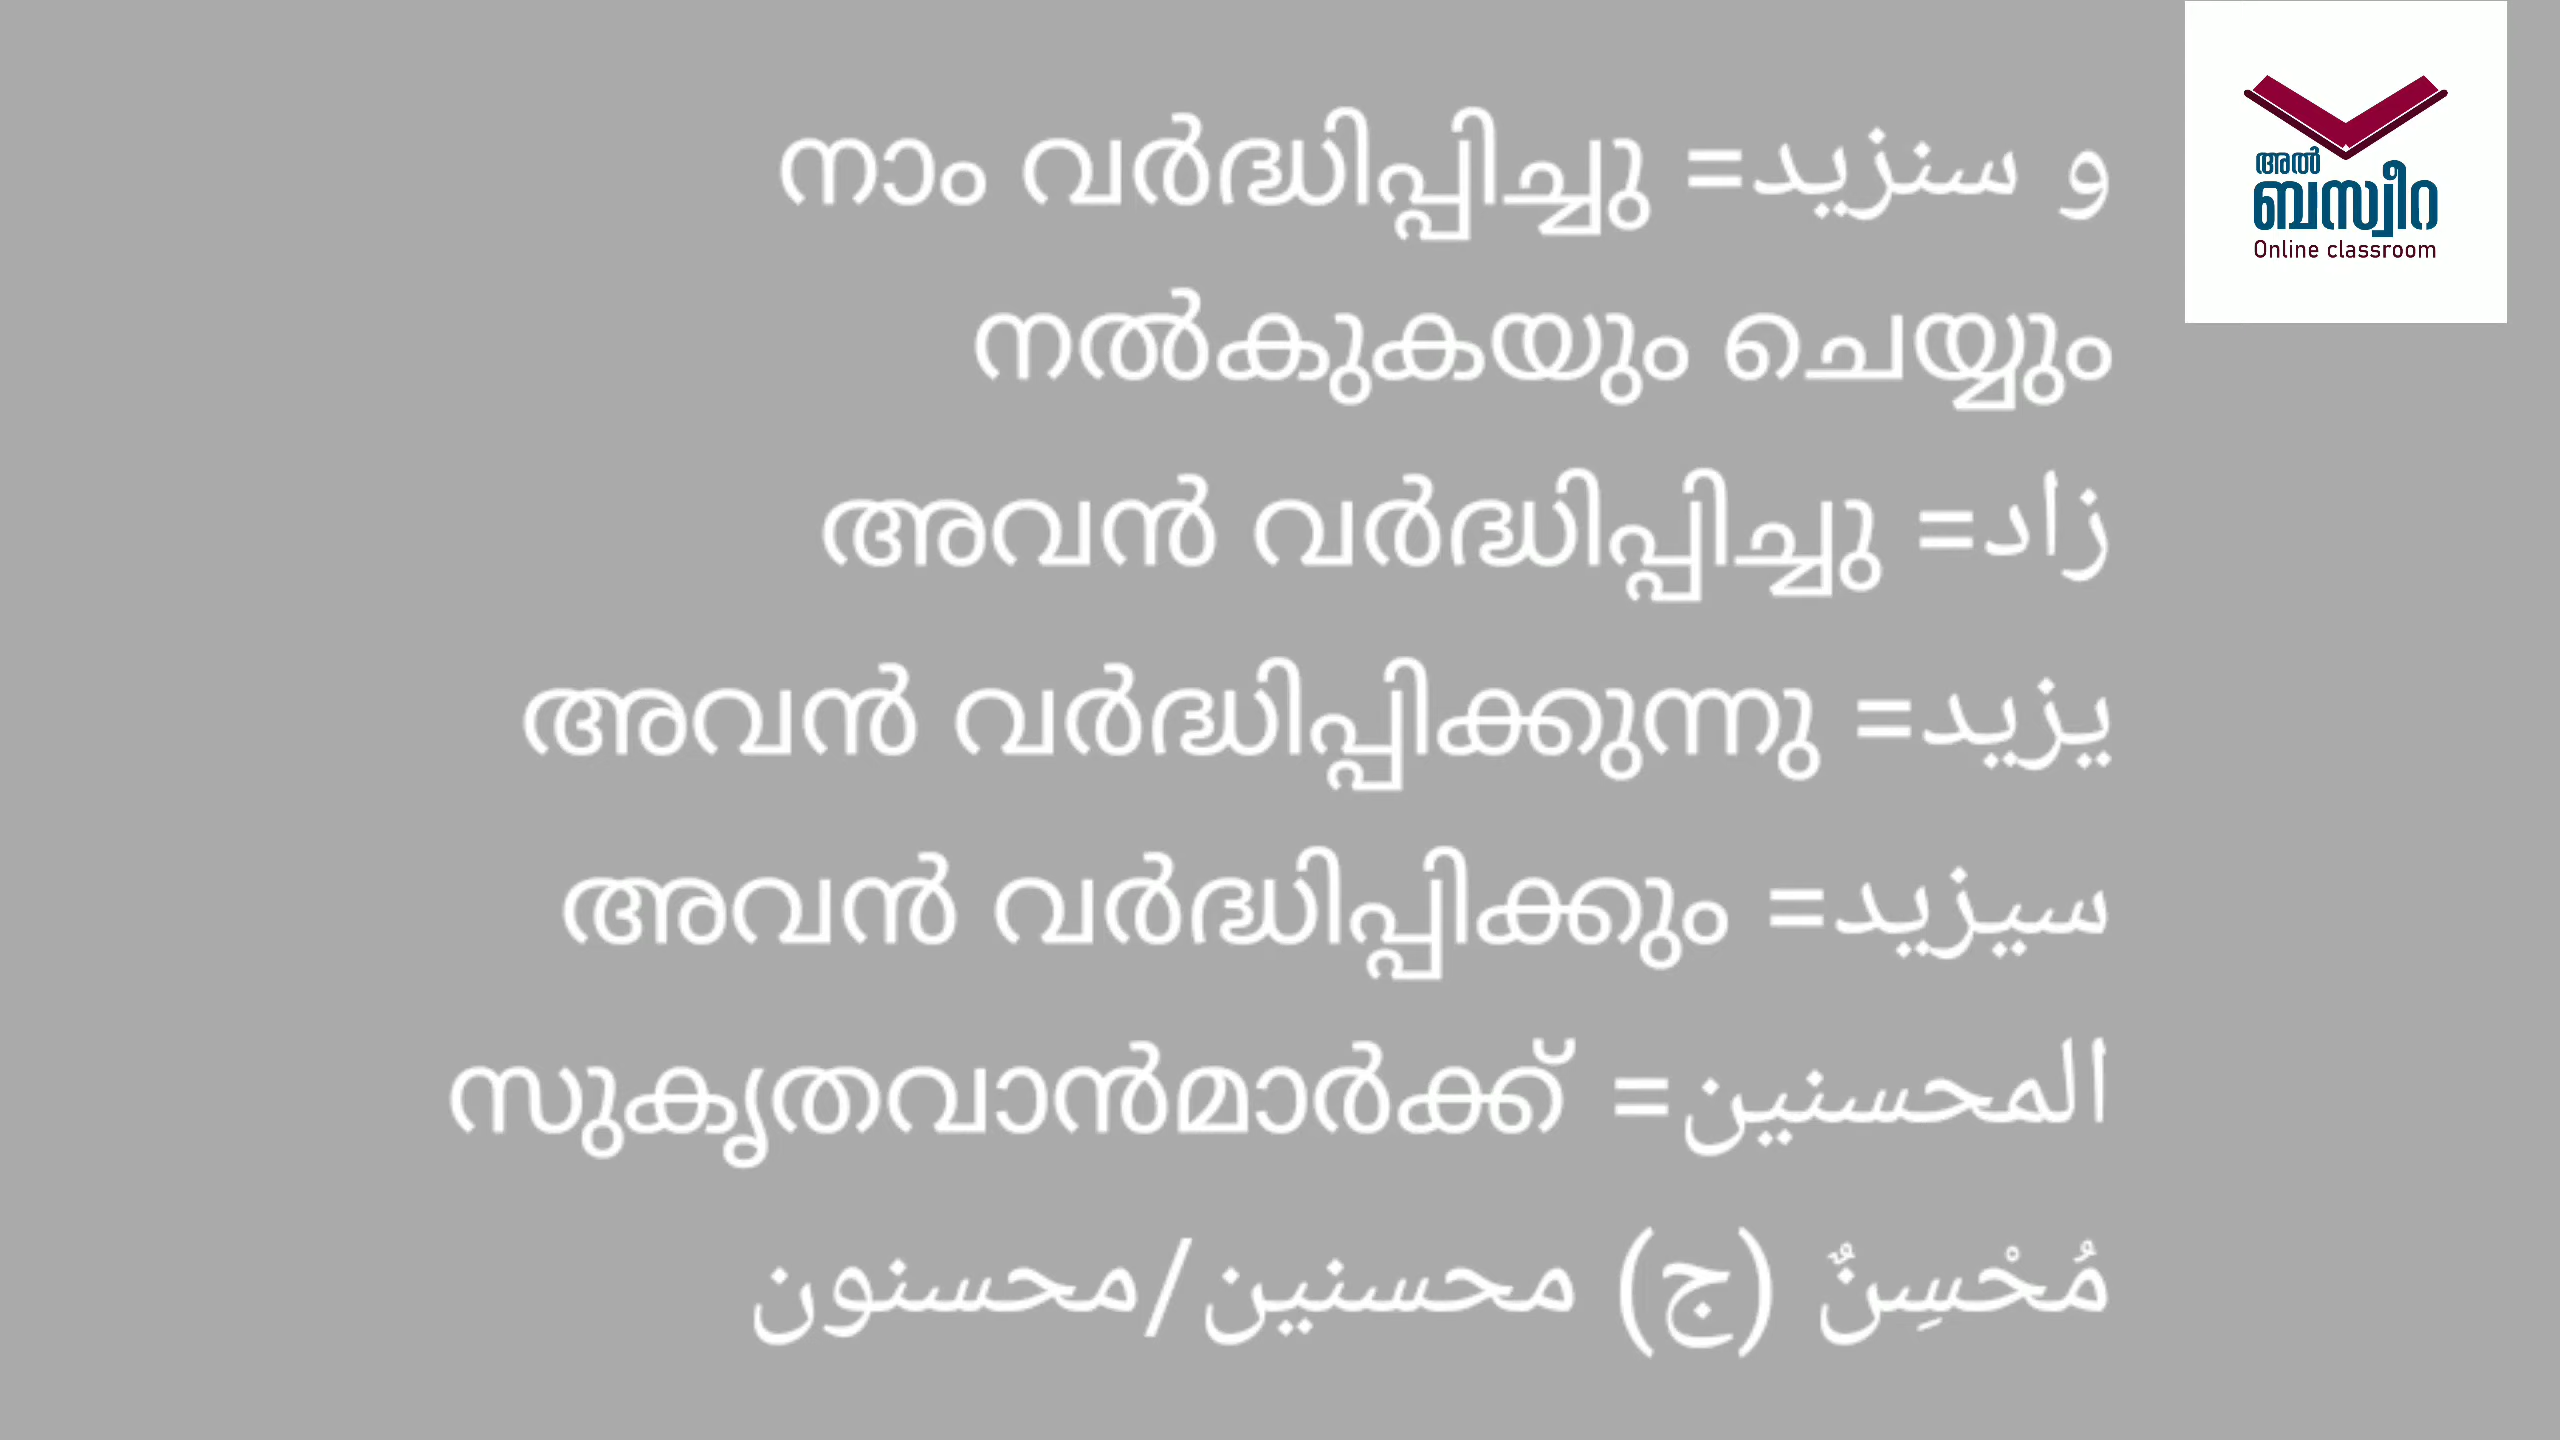 و سنزيد= നാം വർദ്ധിപ്പിച്ചു
നൽകുകയും ചെയ്യും
زاد= അവൻ വർദ്ധിപ്പിച്ചു
يزيد= അവൻ വർദ്ധിപ്പിക്കുന്നു
سيزيد= അവൻ വർദ്ധിപ്പിക്കും
المحسنين= സുകൃതവാൻമാർക്ക്
مُحْسِنٌ (ج) محسنين/محسنون
അൽ
ബസ്വീറ
Online classroom